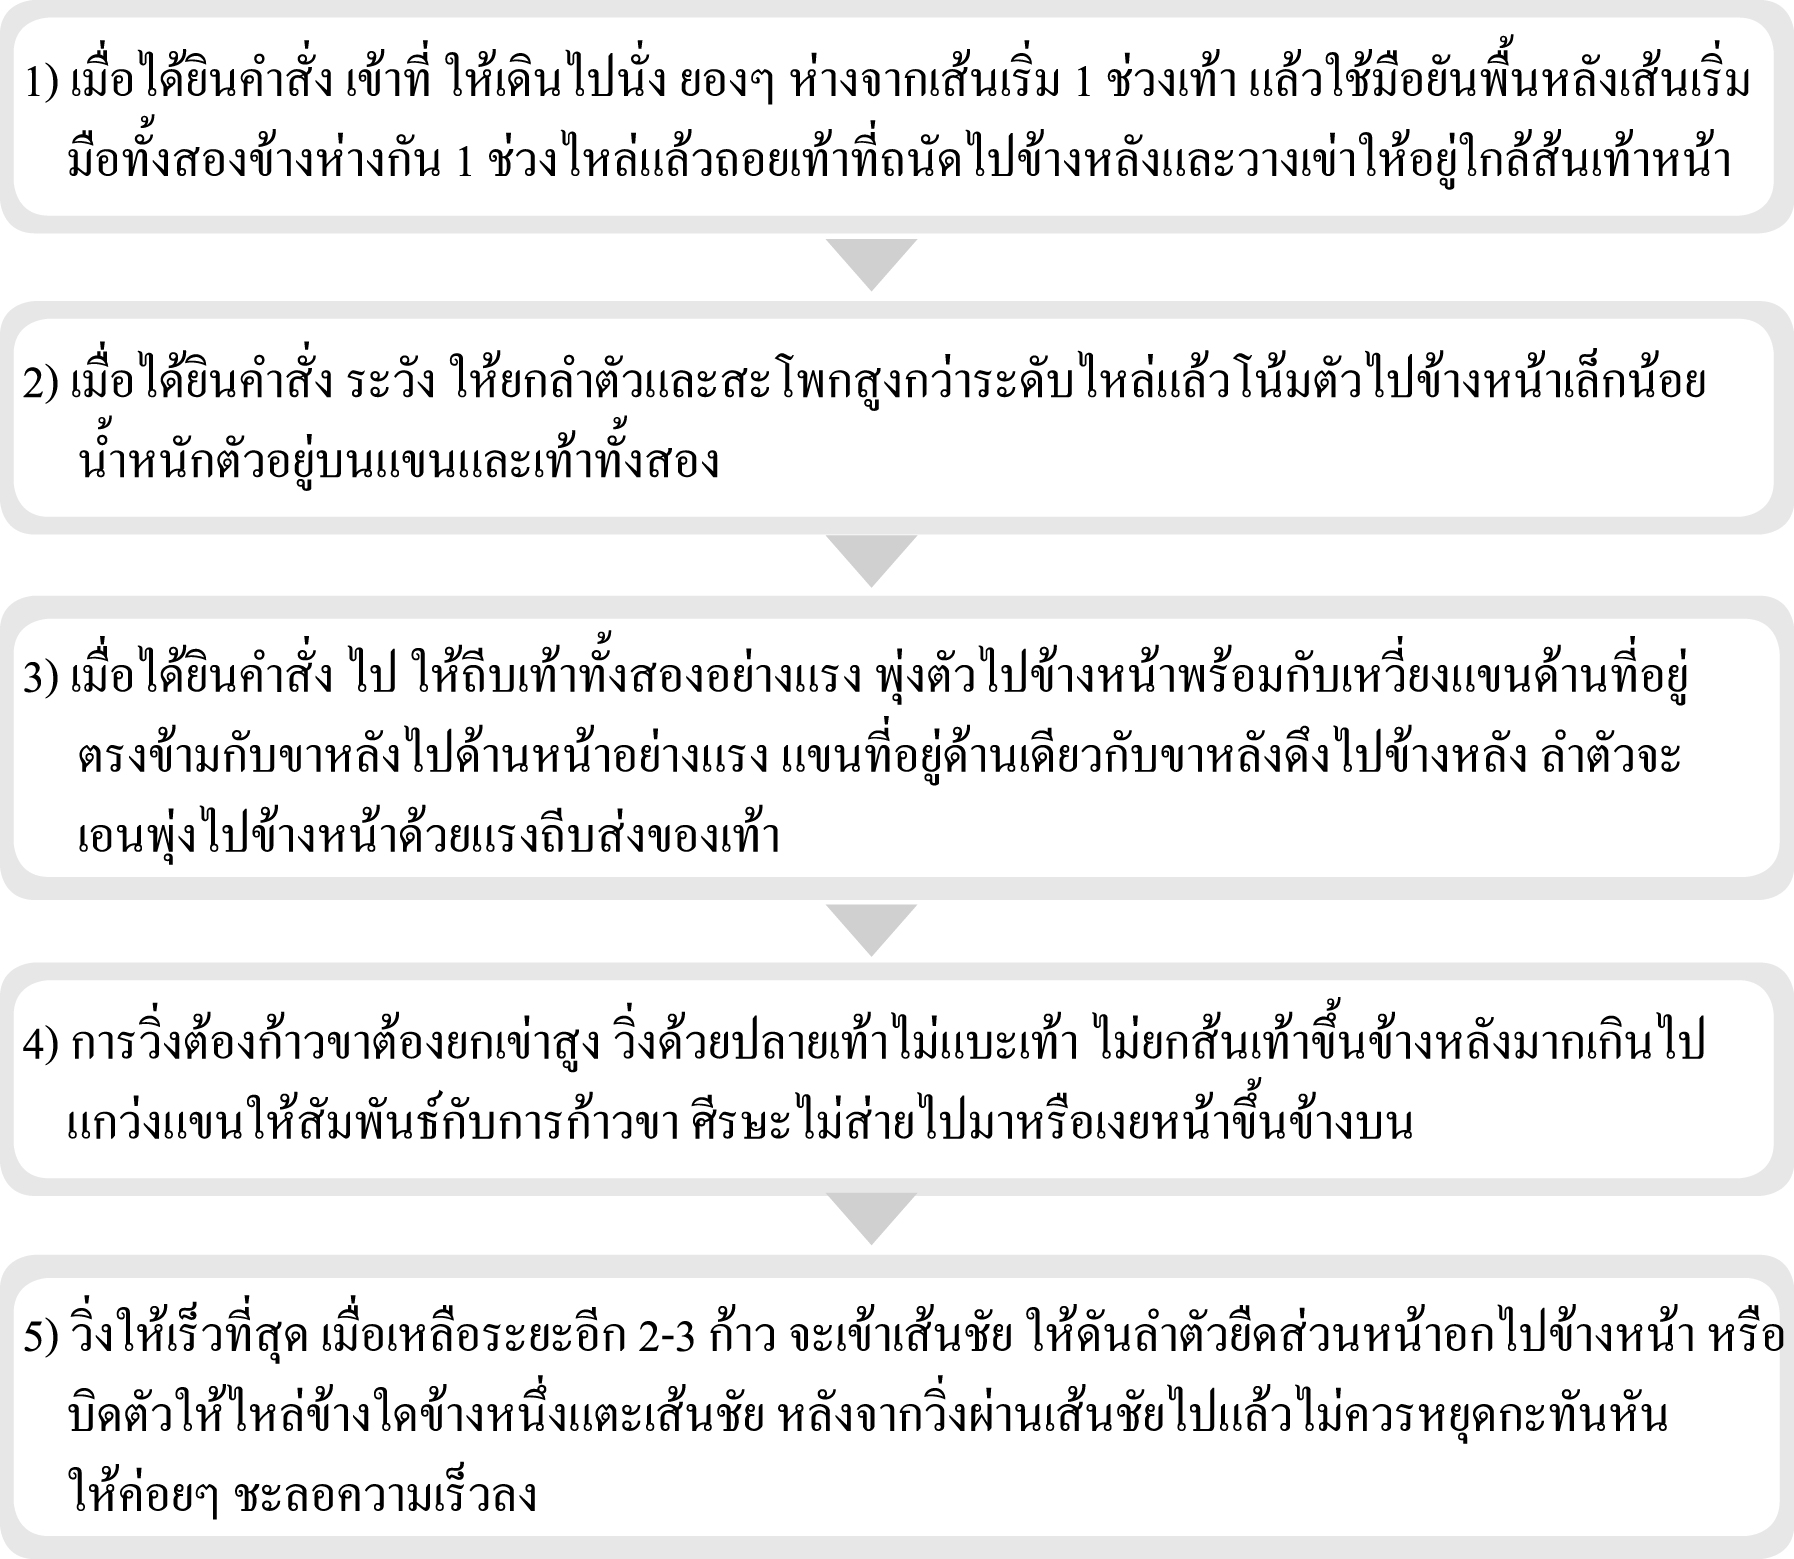 1) เมื่อได้ยินคำสั่ง เข้าที่ ให้เดินไปนั่ง ยองๆ ห่างจากเส้นเริ่ม 1 ช่วงเท้า แล้วใช้มือยันพื้นหลังเส้นเริ่ม
มือทั้งสองข้างห่างกัน 1 ช่วงไหล่แล้วถอยเท้าที่ถนัดไปข้างหลังและวางเข่าให้อยู่ใกล้ส้นเท้าหน้า
2) เมื่อได้ยินคำสั่ง ระวัง ให้ยกลำตัวและสะโพกสูงกว่าระดับไหล่แล้วโน้มตัวไปข้างหน้าเล็กน้อย
น้ำหนักตัวอยู่บนแขนและเท้าทั้งสอง
3) เมื่อได้ยินคำสั่ง ไป ให้ถีบเท้าทั้งสองอย่างแรง พุ่งตัวไปข้างหน้าพร้อมกับเหวี่ยงแขนด้านที่อยู่
ตรงข้ามกับขาหลังไปด้านหน้าอย่างแรง แขนที่อยู่ด้านเดียวกับขาหลังดึงไปข้างหลัง ลำตัวจะ
เอนพุ่งไปข้างหน้าด้วยแรงถีบส่งของเท้า
4) การวิ่งต้องก้าวขาต้องยกเข่าสูง วิ่งด้วยปลายเท้าไม่แบะเท้า ไม่ยกส้นเท้าขึ้นข้างหลังมากเกินไป
แกว่งแขนให้สัมพันธ์กับการก้าวขา ศีรษะไม่ส่ายไปมาหรือเงยหน้าขึ้นข้างบน
5) วิ่งให้เร็วที่สุด เมื่อเหลือระยะอีก 2-3 ก้าว จะเข้าเส้นชัย ให้ดันลำตัวยืดส่วนหน้าอกไปข้างหน้า หรือ
บิดตัวให้ไหล่ข้างใดข้างหนึ่งแตะเส้นชัย หลังจากวิ่งผ่านเส้นชัยไปแล้วไม่ควรหยุดกะทันหัน
ให้ค่อยๆ ชะลอความเร็วลง